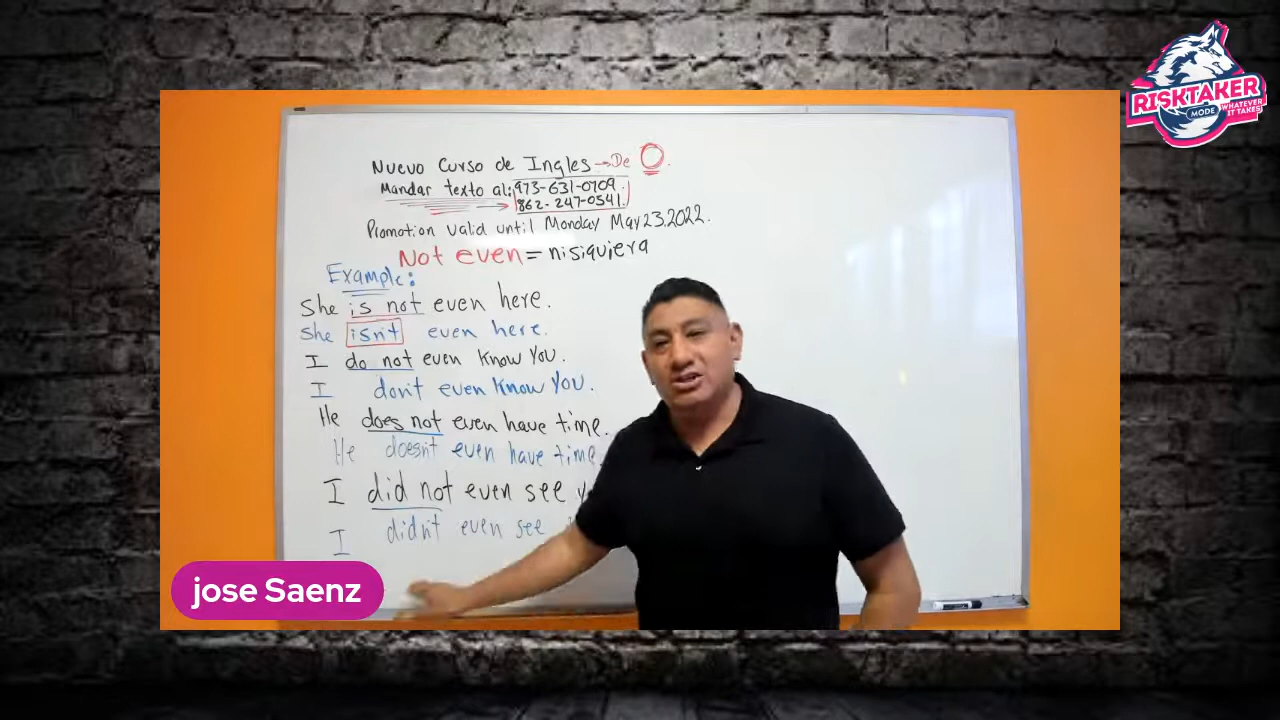 RISKTAKER
MODE
WHATEVER
IT TAKES!
Nuevo Curso de Ingles → De O.
Mandar texto al: 973-631-0709.
862-247-0541.
Promotion valid until Monday May 23.2022.
Not even = nisiquiera
Example:
She is not even here.
She isn't even here.
I do not even know you.
I don't even know you.
He does not even have time.
He doesn't even have time.
I did not even see
I didn't even see
jose Saenz